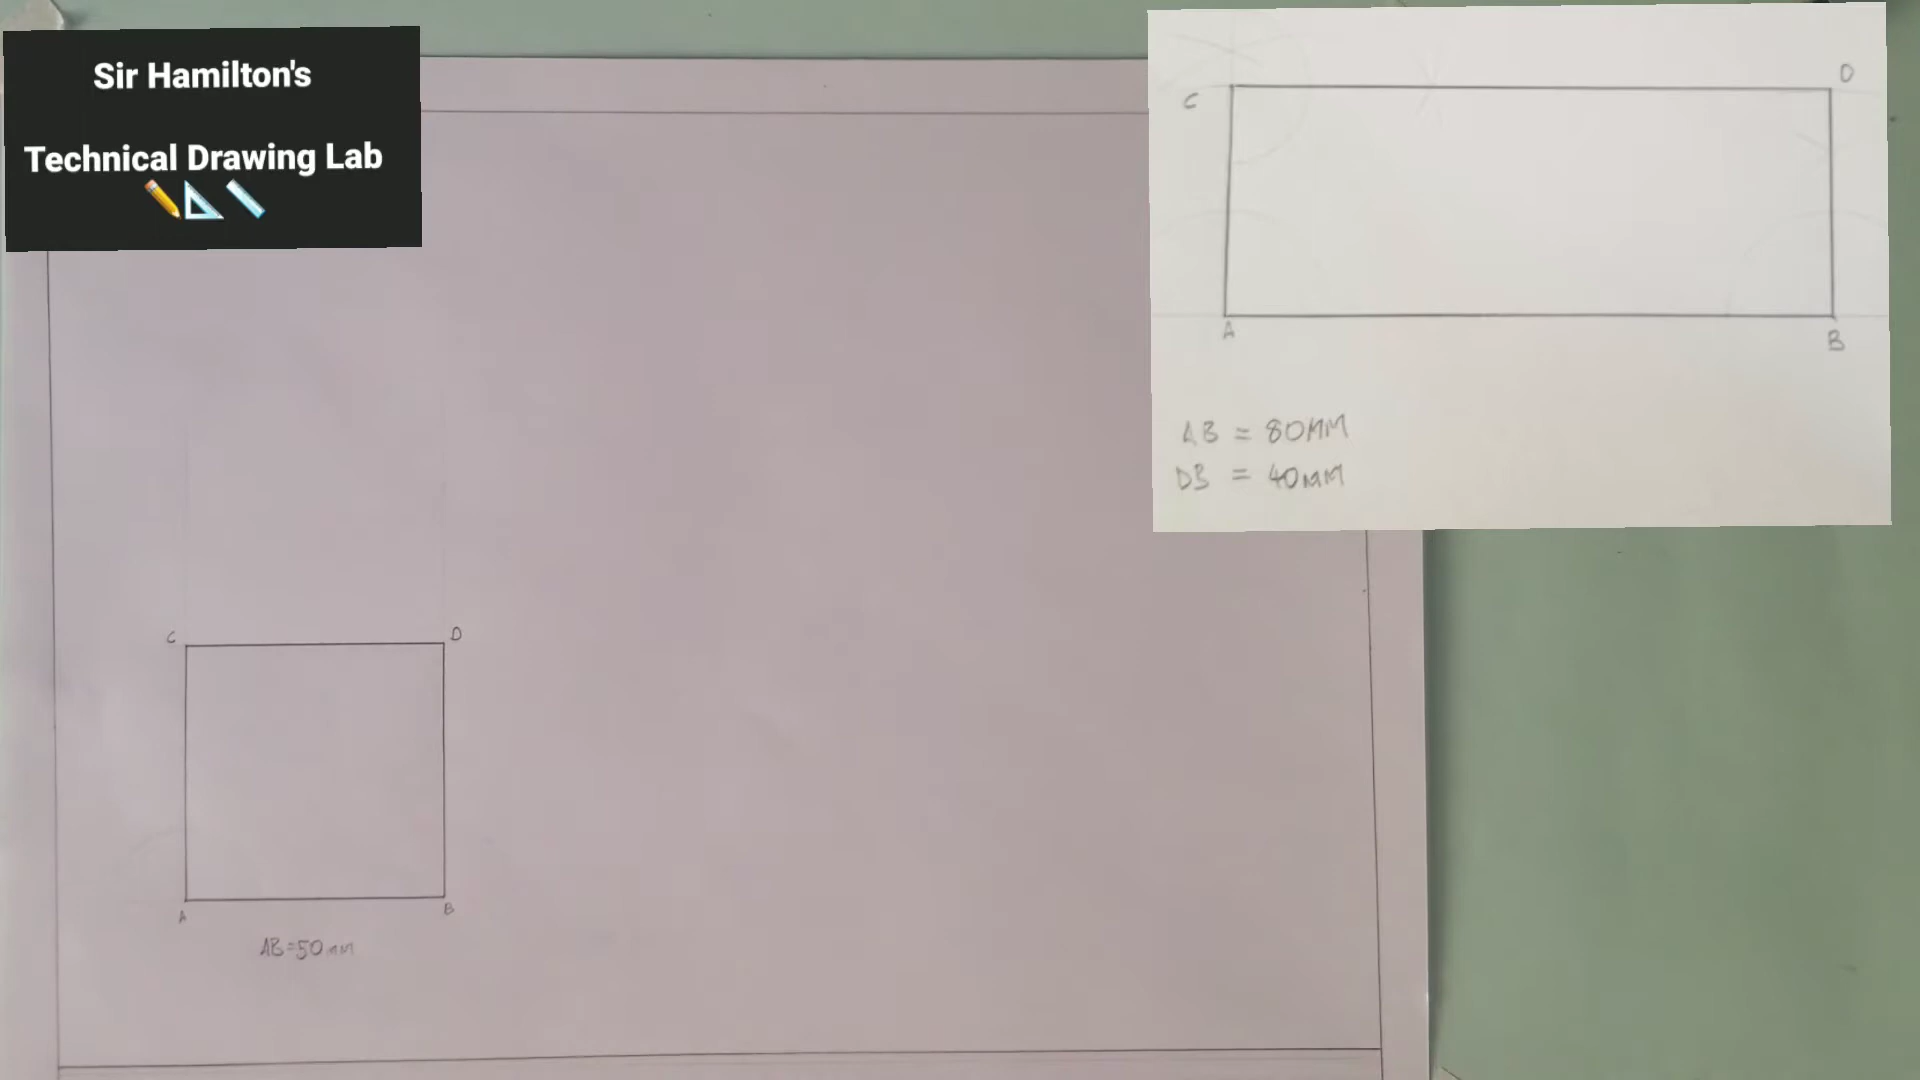 Sir Hamilton's
Technical Drawing Lab
C
D
A
B
AB = 80MM
DB = 40MM
C
D
A
B
AB=50MM